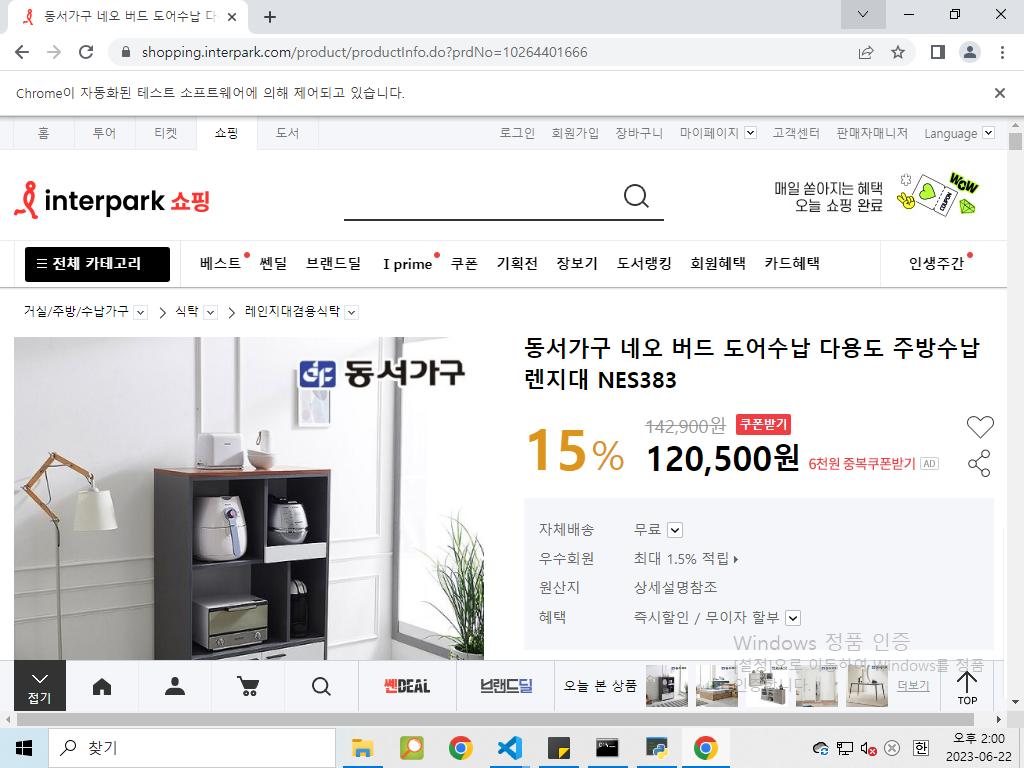 동서가구 네오 버드 도어수납 다
shopping.interpark.com/product/productInfo.do?prdNo=10264401666
Chrome이 자동화된 테스트 소프트웨어에 의해 제어되고 있습니다.
홈 투어 티켓 쇼핑 도서 로그인 회원가입 장바구니 마이페이지 고객센터 판매자매니저 Language
interpark 쇼핑
매일 쏟아지는 혜택
오늘 쇼핑 완료
WOW
COUPON
전체 카테고리 베스트 쎈딜 브랜드딜 I prime 쿠폰 기획전 장보기 도서랭킹 회원혜택 카드혜택 인생주간
거실/주방/수납가구 > 식탁 > 레인지대겸용식탁
동서가구
동서가구 네오 버드 도어수납 다용도 주방수납
렌지대 NES383
15% 142,900원 쿠폰받기
120,500원 6천원 중복쿠폰받기 AD
자체배송 무료
우수회원 최대 1.5% 적립
원산지 상세설명참조
혜택 즉시할인 / 무이자 할부
Windows 정품 인증
[설정]으로 이동하여 Windows를 정품
인증합니다.
접기 쎈DEAL 브랜드딜 오늘 본 상품 더보기 TOP
찾기
한
오후 2:00
2023-06-22